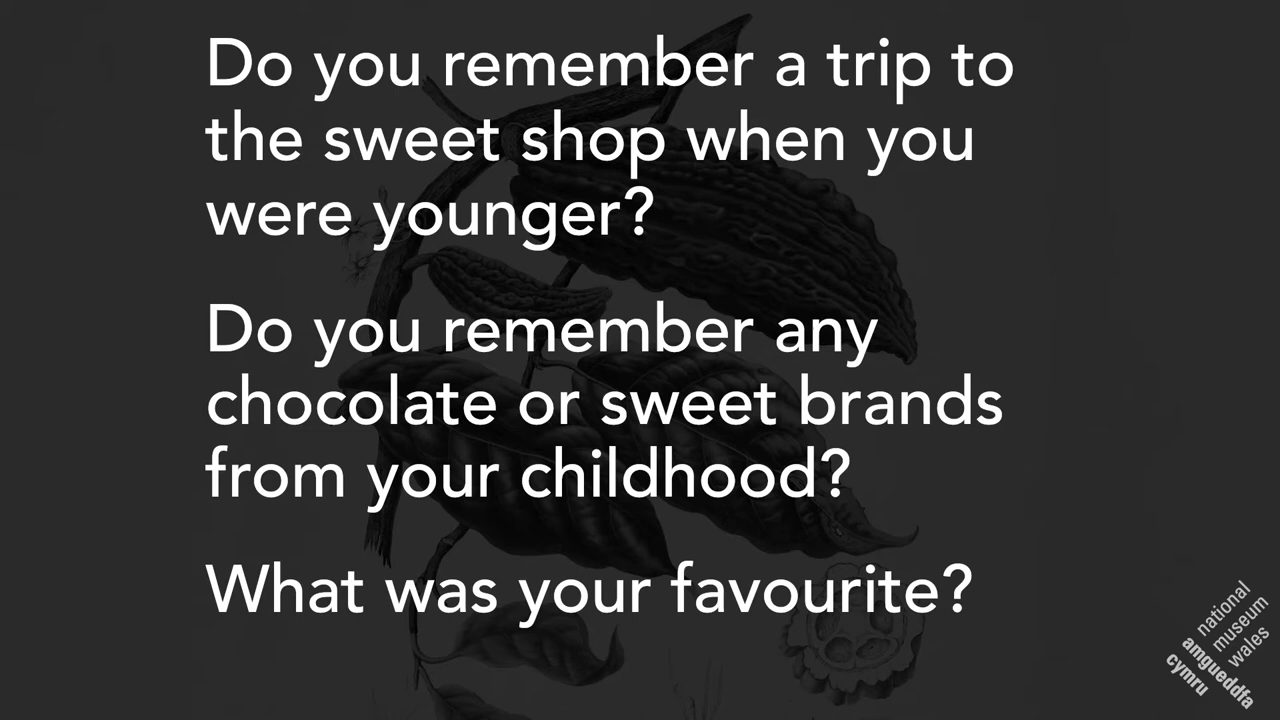 Do you remember a trip to
the sweet shop when you
were younger?
Do you remember any
chocolate or sweet brands
from your childhood?
What was your favourite?
national
museum
wales
amgueddfa
cymru